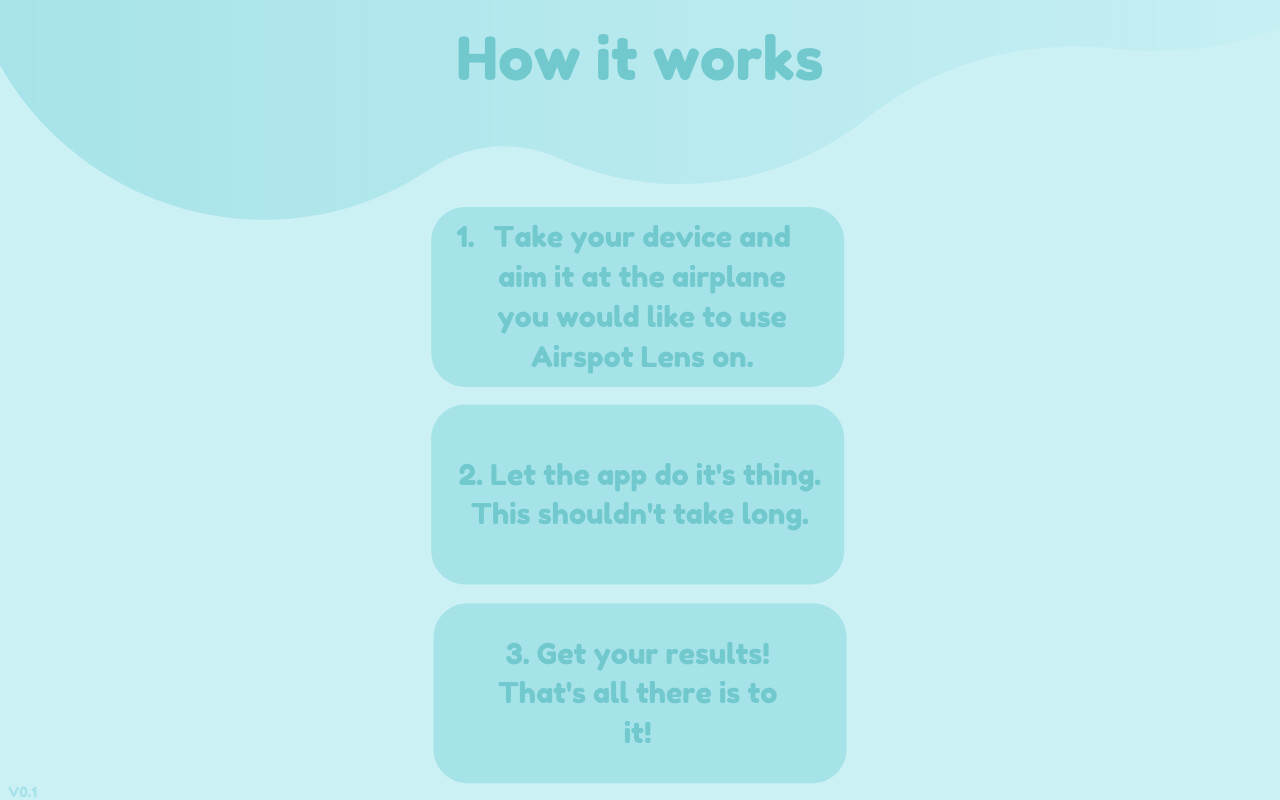 How it works
1. Take your device and
aim it at the airplane
you would like to use
Airspot Lens on.
2. Let the app do it's thing.
This shouldn't take long.
3. Get your results!
That's all there is to
it!
V0.1